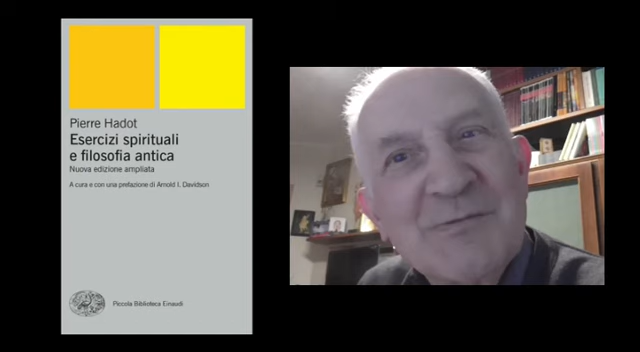 Pierre Hadot
Esercizi spirituali
e filosofia antica
Nuova edizione ampliata
A cura e con una prefazione di Arnold I. Davidson
Piccola Biblioteca Einaudi